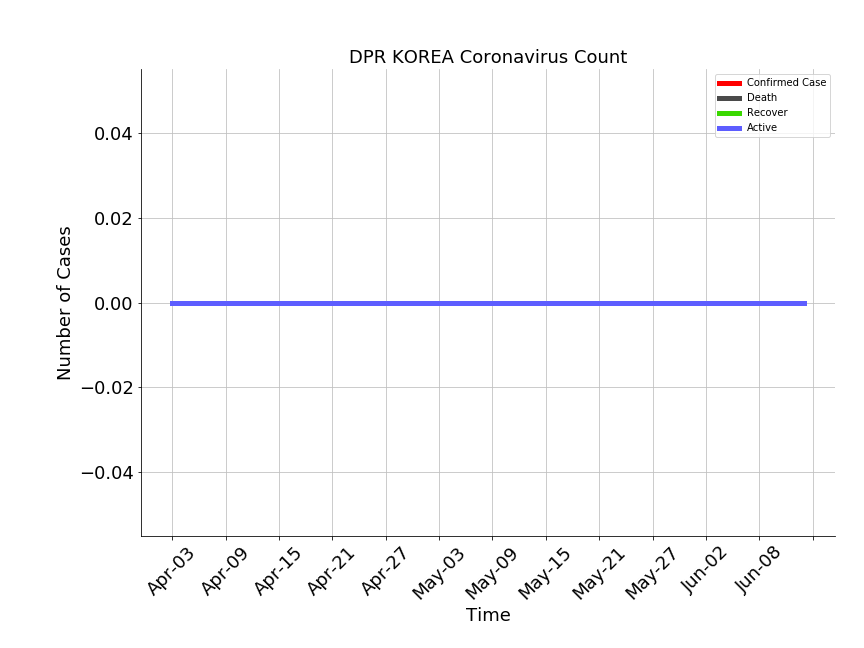 DPR KOREA Coronavirus Count
Confirmed Case
Death
Recover
Active
0.04
0.02
0.00
−0.02
−0.04
Number of Cases
Apr-03
Apr-09
Apr-15
Apr-21
Apr-27
May-03
May-09
May-15
May-21
May-27
Jun-02
Jun-08
Time